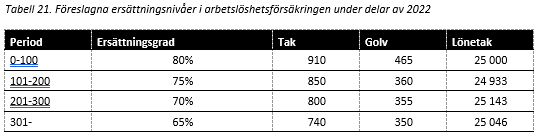 Tabell 21. Föreslagna ersättningsnivåer i arbetslöshetsförsäkringen under delar av 2022
Period Ersättningsgrad Tak Golv Lönetak
0-100 80% 910 465 25 000
101-200 75% 850 360 24 933
201-300 70% 800 355 25 143
301- 65% 740 350 25 046